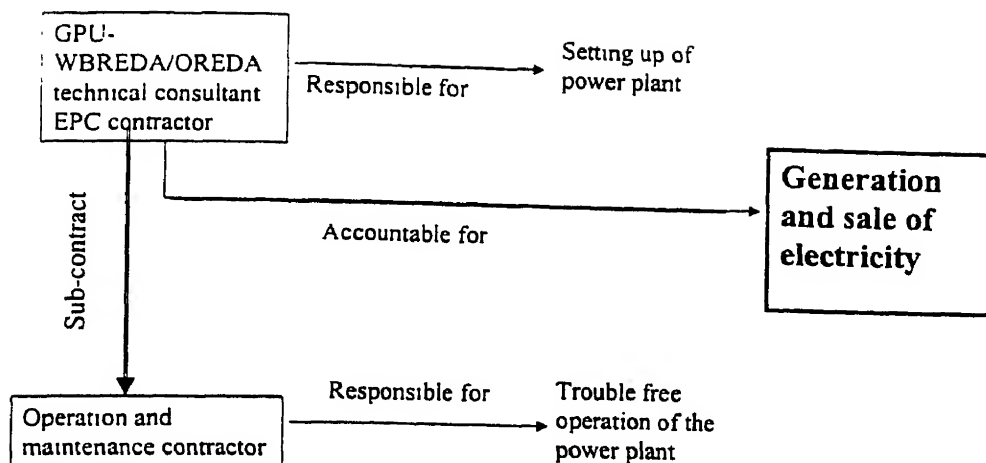 GPU-
WBREDA/OREDA
technical consultant
EPC contractor
Responsible for
Setting up of
power plant
Sub-contract
Accountable for
Generation
and sale of
electricity
Operation and
maintenance contractor
Responsible for
Trouble free
operation of the
power plant